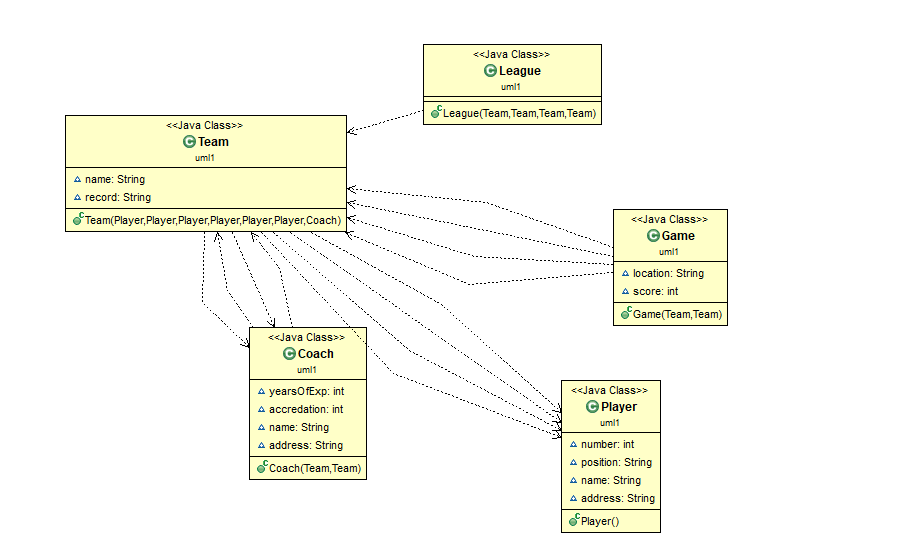 <<Java Class>>
League
uml1
League(Team,Team,Team,Team)
<<Java Class>>
Team
uml1
name: String
record: String
Team(Player,Player,Player,Player,Player,Player,Coach)
<<Java Class>>
Game
uml1
location: String
score: int
Game(Team,Team)
<<Java Class>>
Coach
uml1
yearsOfExp: int
accredation: int
name: String
address: String
Coach(Team,Team)
<<Java Class>>
Player
uml1
number: int
position: String
name: String
address: String
Player()